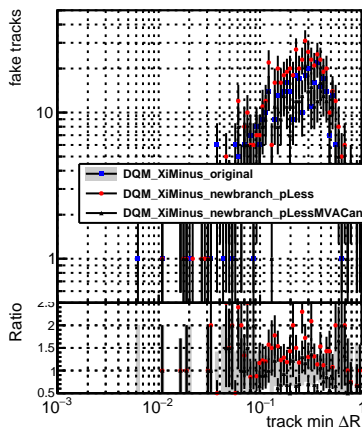 fake tracks
10
DQM_XiMinus_original
DQM_XiMinus_newbranch_pLess
DQM_XiMinus_newbranch_pLessMVACan
1
Ratio
2.5
2
1.5
1
0.5
10⁻³ 10⁻² 10⁻¹ 1
track min ΔR